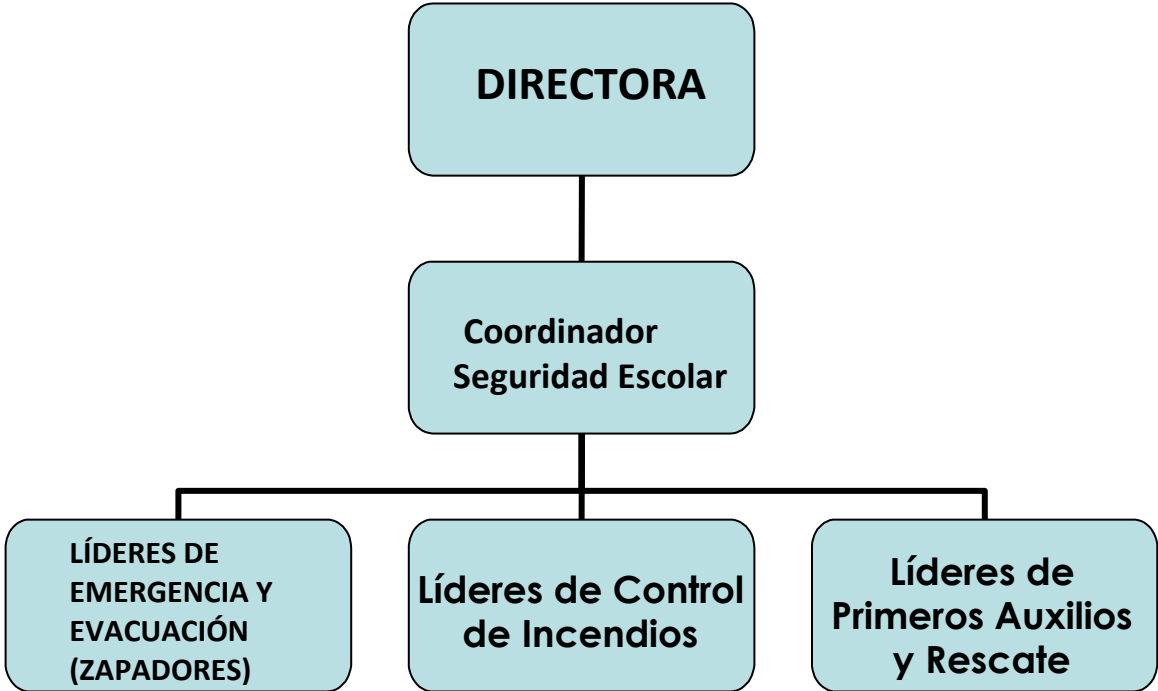 DIRECTORA
Coordinador
Seguridad Escolar
LÍDERES DE
EMERGENCIA Y
EVACUACIÓN
(ZAPADORES)
Líderes de Control
de Incendios
Líderes de
Primeros Auxilios
y Rescate